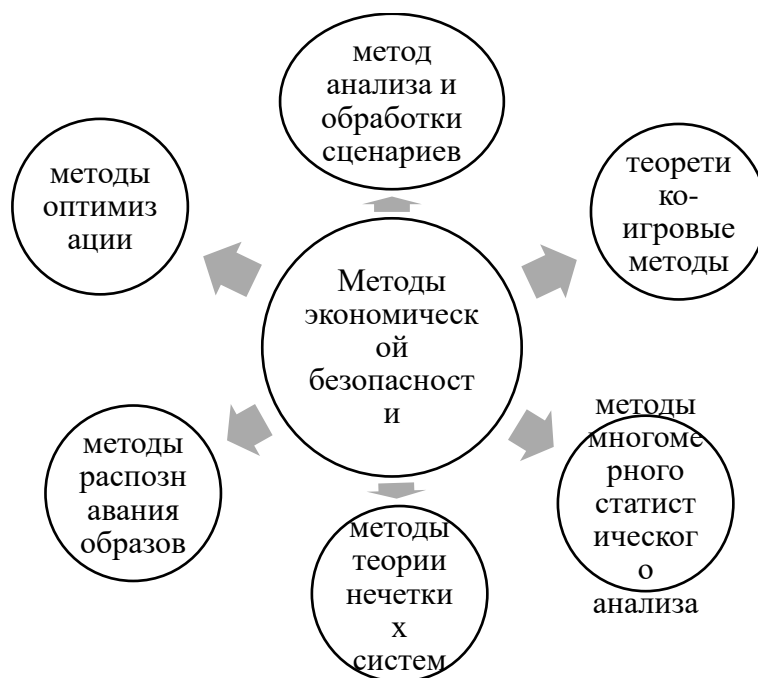 метод
анализа и
обработки
сценариев
методы
оптимиз
ации
теорети
ко-
игровые
методы
Методы
экономическ
ой
безопасност
и
методы
распозн
авания
образов
методы
многоме
рного
статист
ическог
о
анализа
методы
теории
нечетки
х
систем